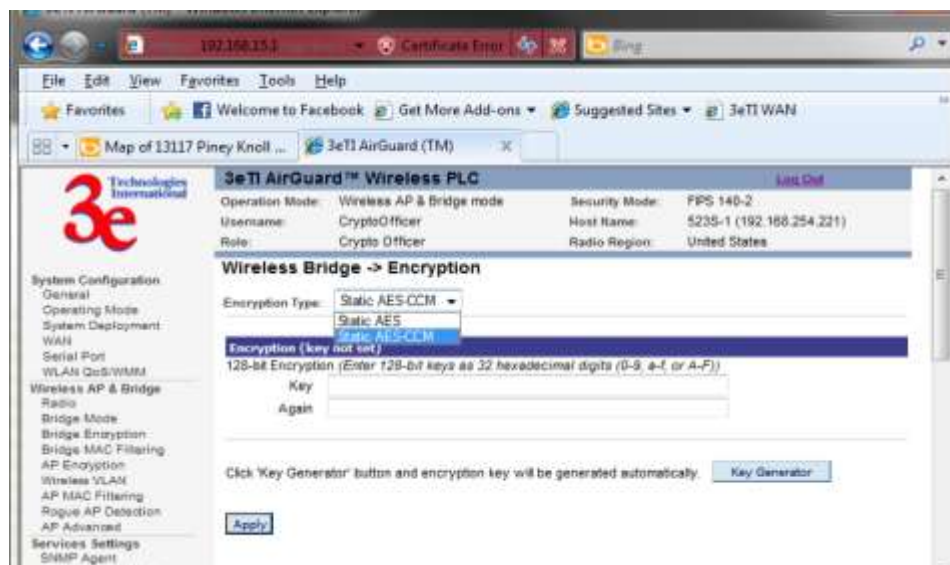 192.168.15.1 Certificate Error Bing
File Edit View Favorites Tools Help
Favorites Welcome to Facebook Get More Add-ons Suggested Sites 3eTI WAN
Map of 13117 Piney Knoll ... 3eTI AirGuard (TM)
3e Technologies International
3eTI AirGuard™ Wireless PLC Log Out
Operation Mode: Wireless AP & Bridge mode Security Mode: FIPS 140-2
Username: CryptoOfficer Host Name: 523S-1 (192.168.254.221)
Role: Crypto Officer Radio Region: United States
System Configuration
General
Operating Mode
System Deployment
WAN
Serial Port
WLAN QoS/WMM
Wireless AP & Bridge
Radio
Bridge Mode
Bridge Encryption
Bridge MAC Filtering
AP Encryption
Wireless VLAN
AP MAC Filtering
Rogue AP Detection
AP Advanced
Services Settings
SNMP Agent
Wireless Bridge -> Encryption
Encryption Type: Static AES-CCM
Static AES
Static AES-CCM
Encryption (key not set)
128-bit Encryption (Enter 128-bit keys as 32 hexadecimal digits (0-9, a-f, or A-F))
Key
Again
Click 'Key Generator' button and encryption key will be generated automatically. Key Generator
Apply